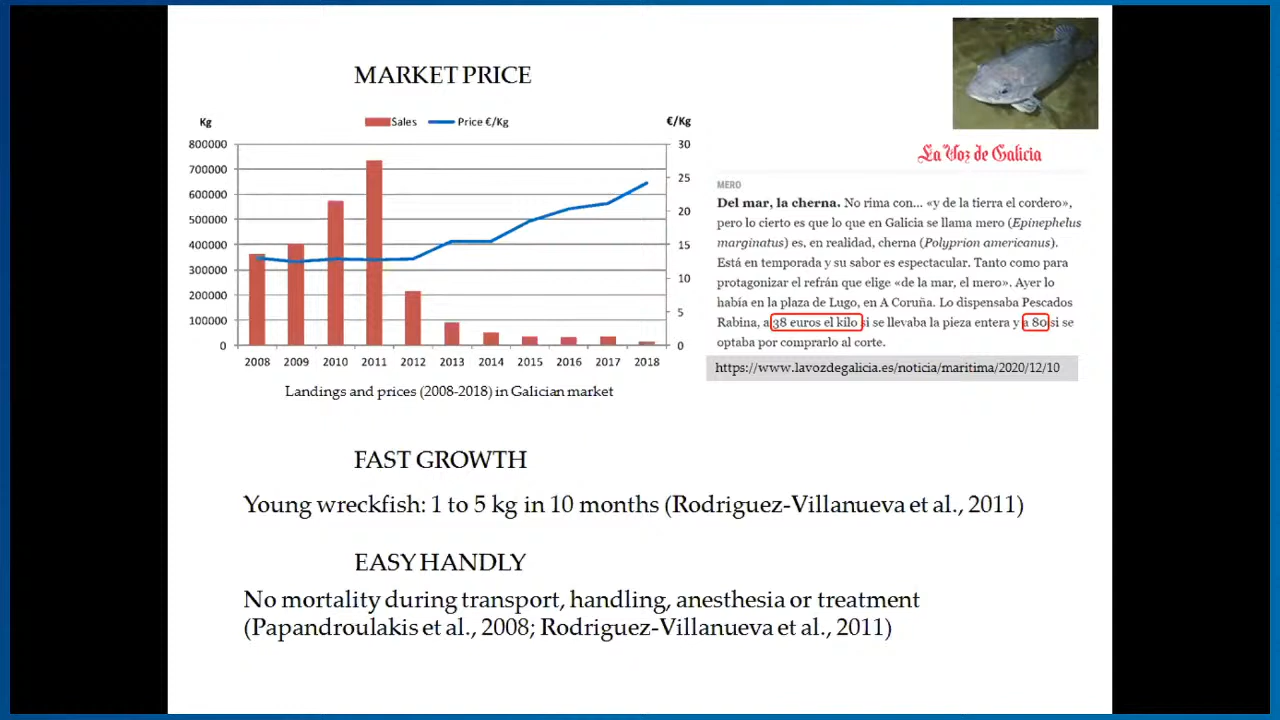 MARKET PRICE
Kg
Sales
Price €/Kg
€/Kg
800000
700000
600000
500000
400000
300000
200000
100000
0
30
25
20
15
10
5
0
2008 2009 2010 2011 2012 2013 2014 2015 2016 2017 2018
Landings and prices (2008-2018) in Galician market
La Voz de Galicia
MERO
Del mar, la cherna. No rima con... «y de la tierra el cordero»,
pero lo cierto es que lo que en Galicia se llama mero (Epinephelus
marginatus) es, en realidad, cherna (Polyprion americanus).
Está en temporada y su sabor es espectacular. Tanto como para
protagonizar el refrán que elige «de la mar, el mero». Ayer lo
había en la plaza de Lugo, en A Coruña. Lo dispensaba Pescados
Rabina, a 38 euros el kilo si se llevaba la pieza entera y a 80 si se
optaba por comprarlo al corte.
https://www.lavozdegalicia.es/noticia/maritima/2020/12/10
FAST GROWTH
Young wreckfish: 1 to 5 kg in 10 months (Rodriguez-Villanueva et al., 2011)
EASY HANDLY
No mortality during transport, handling, anesthesia or treatment
(Papandroulakis et al., 2008; Rodriguez-Villanueva et al., 2011)